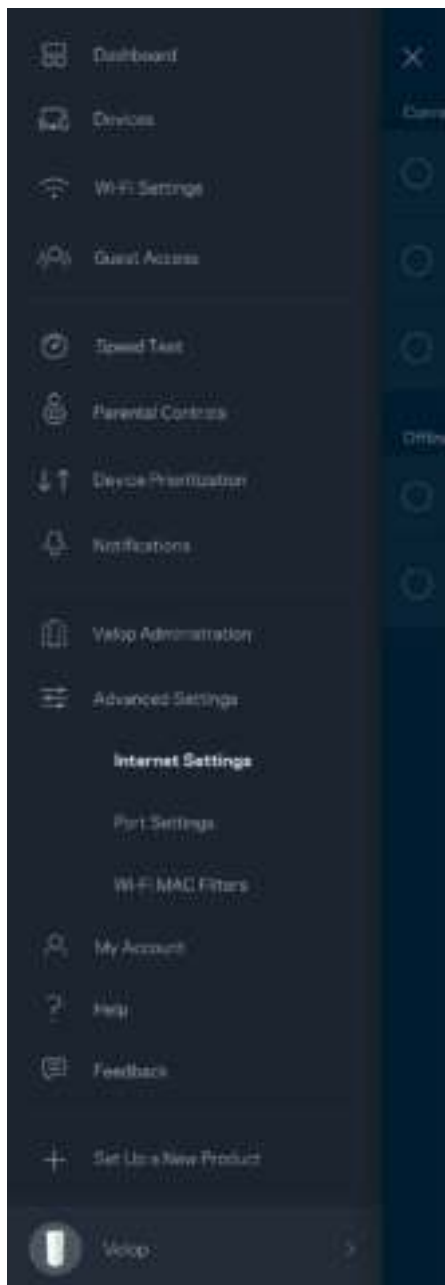 Dashboard
Devices
Wi-Fi Settings
Guest Access
Speed Test
Parental Controls
Device Prioritization
Notifications
Velop Administration
Advanced Settings
Internet Settings
Port Settings
Wi-Fi MAC Filters
My Account
Help
Feedback
Set Up a New Product
Velop